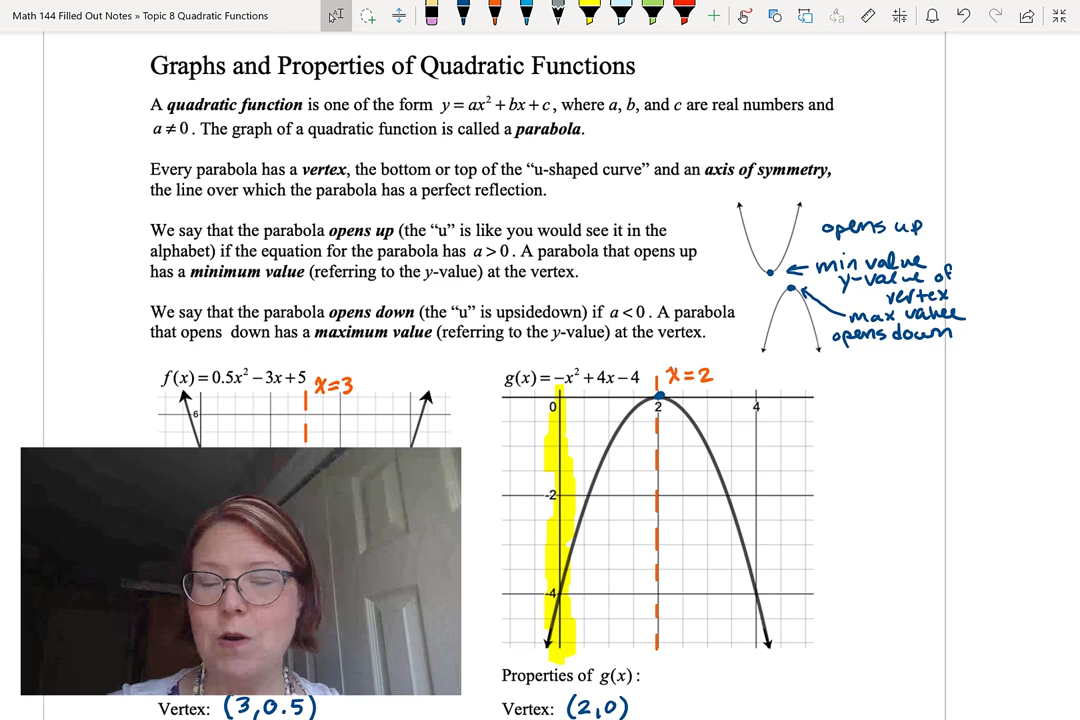 Math 144 Filled Out Notes » Topic 8 Quadratic Functions
Graphs and Properties of Quadratic Functions
A quadratic function is one of the form y = ax² + bx + c, where a, b, and c are real numbers and
a ≠ 0. The graph of a quadratic function is called a parabola.
Every parabola has a vertex, the bottom or top of the “u-shaped curve” and an axis of symmetry,
the line over which the parabola has a perfect reflection.
We say that the parabola opens up (the “u” is like you would see it in the
alphabet) if the equation for the parabola has a > 0. A parabola that opens up
has a minimum value (referring to the y-value) at the vertex.
opens up
min value
y-value of
vertex
max value
opens down
We say that the parabola opens down (the “u” is upsidedown) if a < 0. A parabola
that opens down has a maximum value (referring to the y-value) at the vertex.
f(x) = 0.5x² − 3x + 5
x=3
6
Vertex: (3,0.5)
g(x) = −x² + 4x − 4
x=2
0 2 4
-2
-4
Properties of g(x):
Vertex: (2,0)